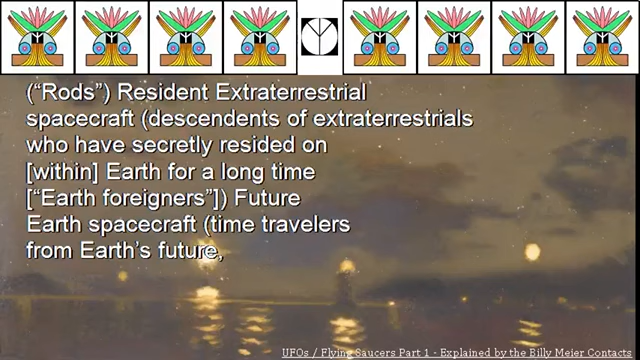 (“Rods”) Resident Extraterrestrial
spacecraft (descendents of extraterrestrials
who have secretly resided on
[within] Earth for a long time
[“Earth foreigners”]) Future
Earth spacecraft (time travelers
from Earth’s future,
UFOs / Flying Saucers Part 1 - Explained by the Billy Meier Contacts